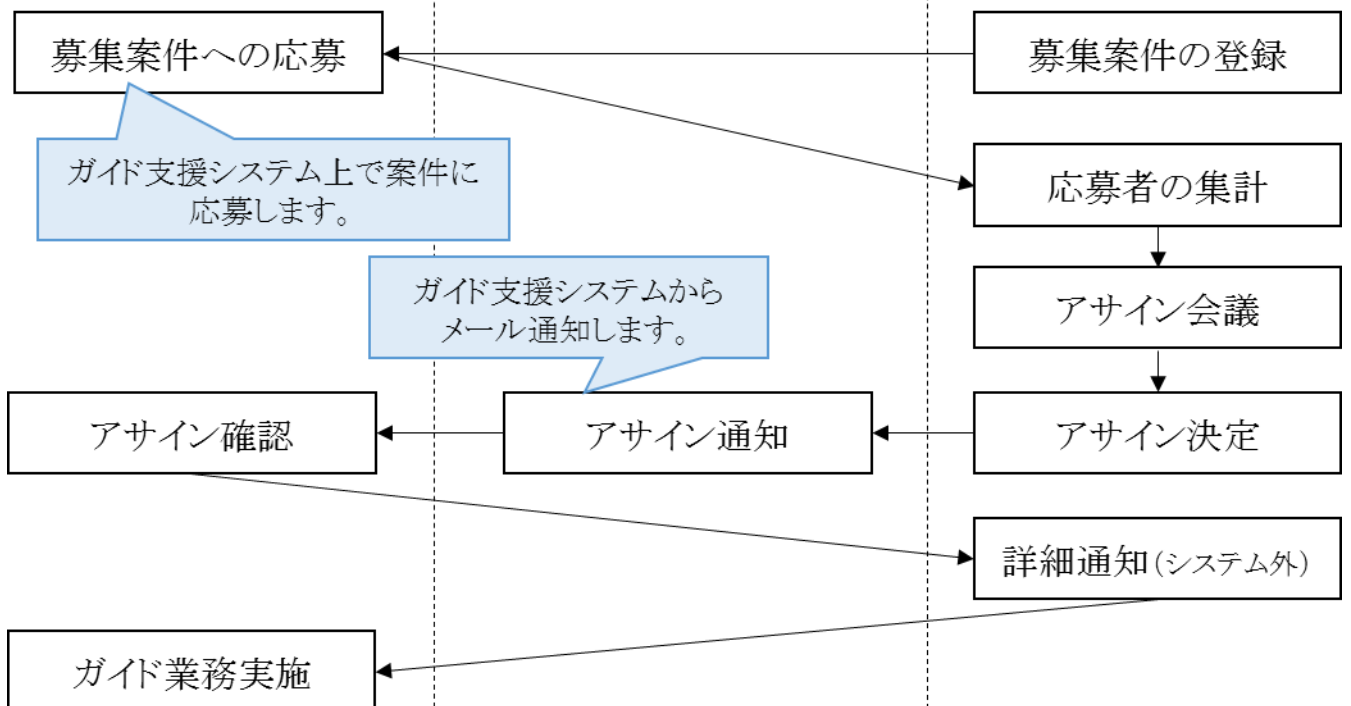 募集案件への応募
募集案件の登録
ガイド支援システム上で案件に
応募します。
応募者の集計
ガイド支援システムから
メール通知します。
アサイン会議
アサイン確認
アサイン通知
アサイン決定
詳細通知(システム外)
ガイド業務実施